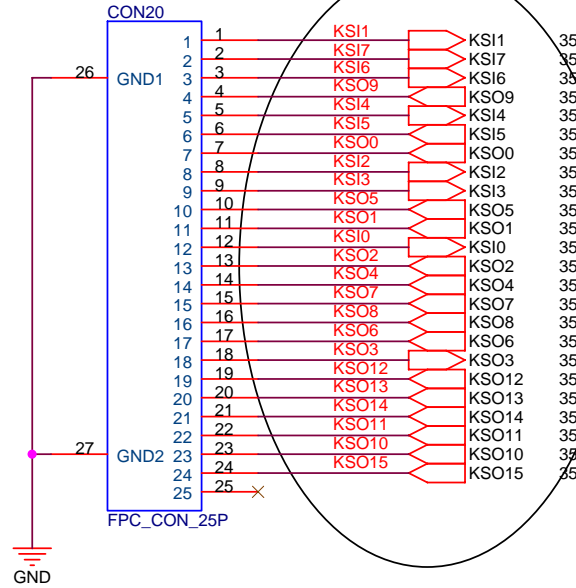 CON20
1 1 KSI1 KSI1 35
2 2 KSI7 KSI7 35
26 GND1 3 3 KSI6 KSI6 35
4 4 KSO9 KSO9 35
5 5 KSI4 KSI4 35
6 6 KSI5 KSI5 35
7 7 KSO0 KSO0 35
8 8 KSI2 KSI2 35
9 9 KSI3 KSI3 35
10 10 KSO5 KSO5 35
11 11 KSO1 KSO1 35
12 12 KSI0 KSI0 35
13 13 KSO2 KSO2 35
14 14 KSO4 KSO4 35
15 15 KSO7 KSO7 35
16 16 KSO8 KSO8 35
17 17 KSO6 KSO6 35
18 18 KSO3 KSO3 35
19 19 KSO12 KSO12 35
20 20 KSO13 KSO13 35
21 21 KSO14 KSO14 35
22 22 KSO11 KSO11 35
27 GND2 23 23 KSO10 KSO10 35
24 24 KSO15 KSO15 35
25 25
FPC_CON_25P
GND